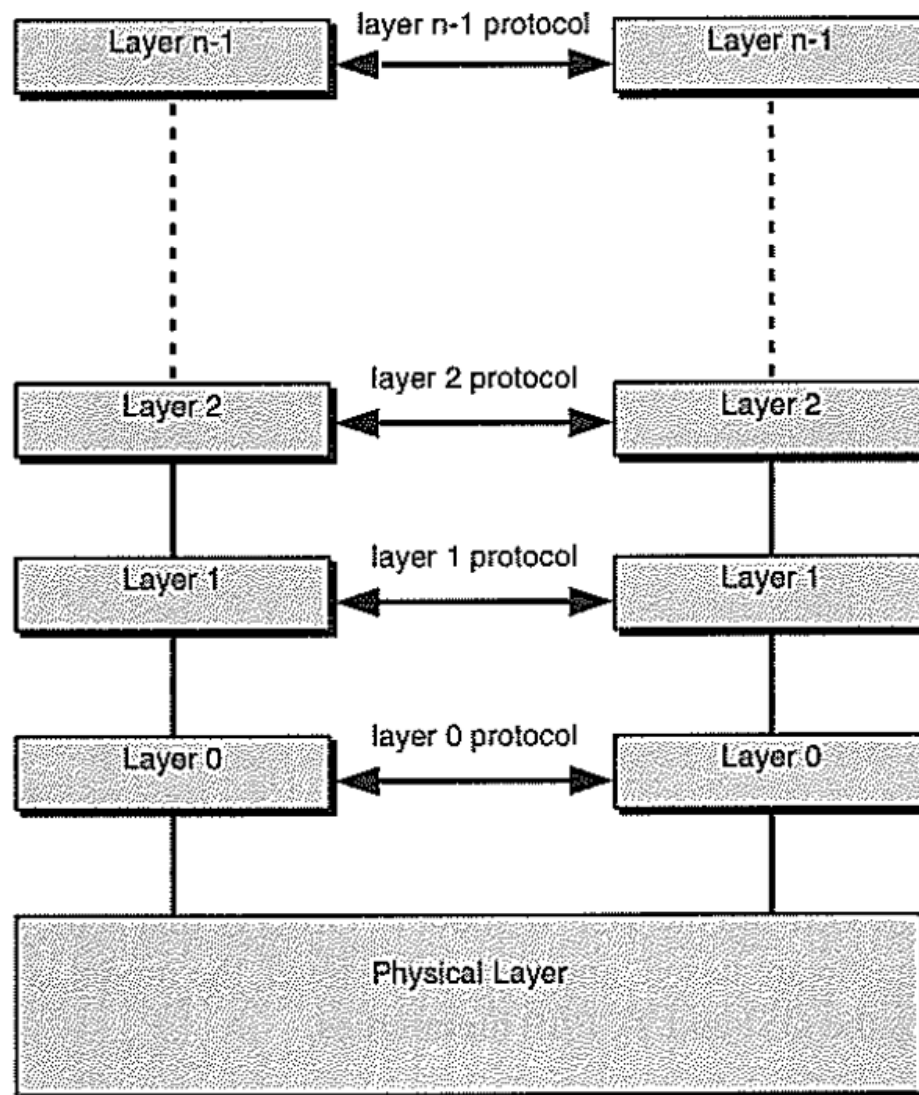 Layer n-1
layer n-1 protocol
Layer n-1
Layer 2
layer 2 protocol
Layer 2
Layer 1
layer 1 protocol
Layer 1
Layer 0
layer 0 protocol
Layer 0
Physical Layer